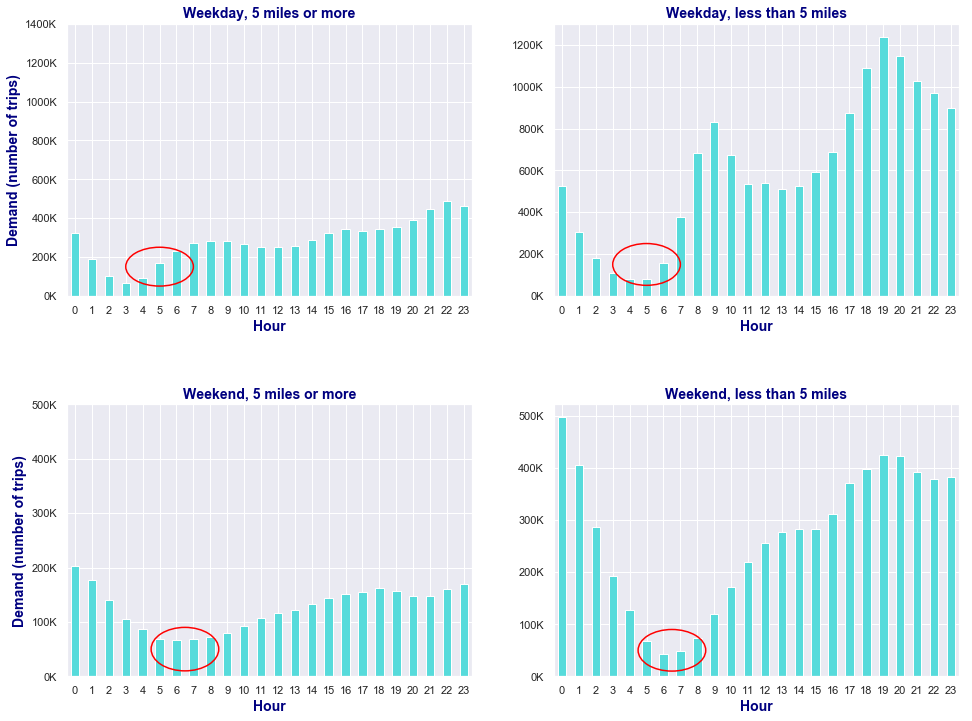 Weekday, 5 miles or more
1400K
1200K
1000K
800K
600K
400K
200K
0K
Demand (number of trips)
0 1 2 3 4 5 6 7 8 9 10 11 12 13 14 15 16 17 18 19 20 21 22 23
Hour
Weekday, less than 5 miles
1200K
1000K
800K
600K
400K
200K
0K
0 1 2 3 4 5 6 7 8 9 10 11 12 13 14 15 16 17 18 19 20 21 22 23
Hour
Weekend, 5 miles or more
500K
400K
300K
200K
100K
0K
Demand (number of trips)
0 1 2 3 4 5 6 7 8 9 10 11 12 13 14 15 16 17 18 19 20 21 22 23
Hour
Weekend, less than 5 miles
500K
400K
300K
200K
100K
0K
0 1 2 3 4 5 6 7 8 9 10 11 12 13 14 15 16 17 18 19 20 21 22 23
Hour